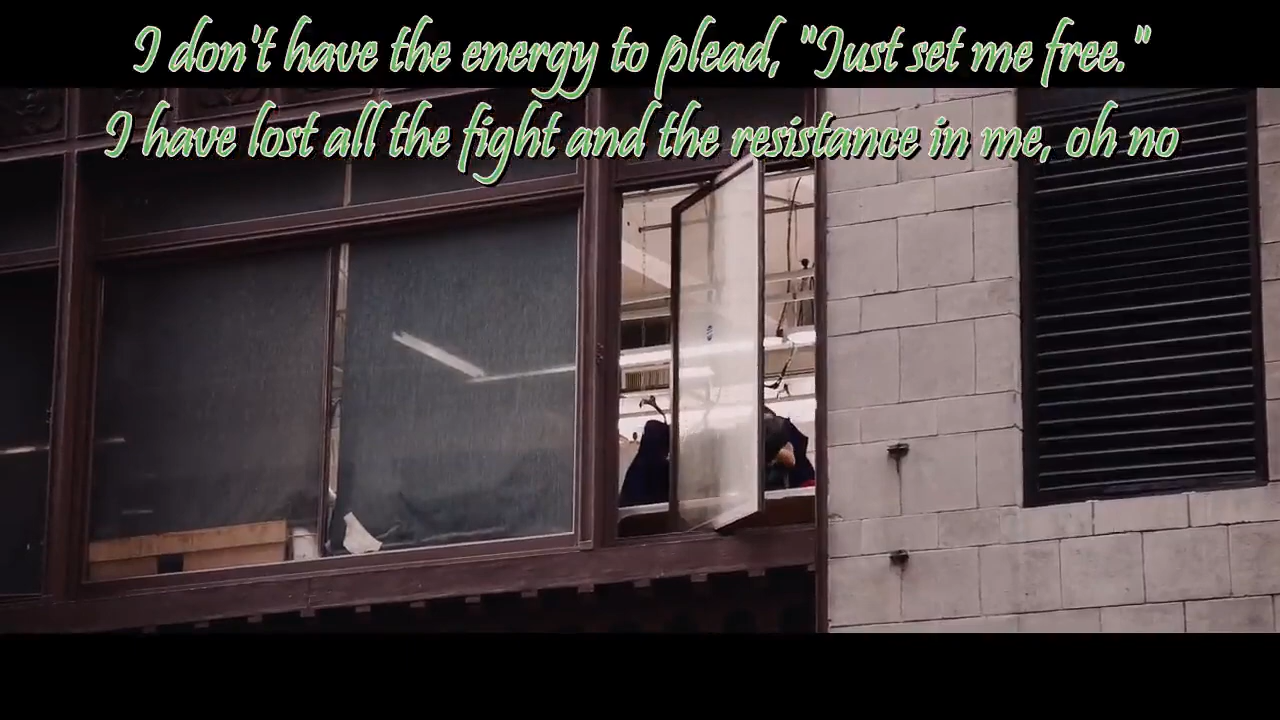 I don't have the energy to plead, "Just set me free."
I have lost all the fight and the resistance in me, oh no